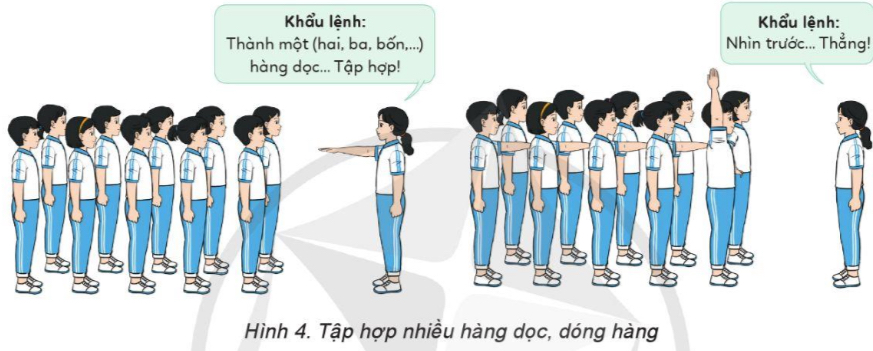 Khẩu lệnh:
Thành một (hai, ba, bốn,...)
hàng dọc... Tập hợp!
Khẩu lệnh:
Nhìn trước... Thẳng!
Hình 4. Tập hợp nhiều hàng dọc, dóng hàng